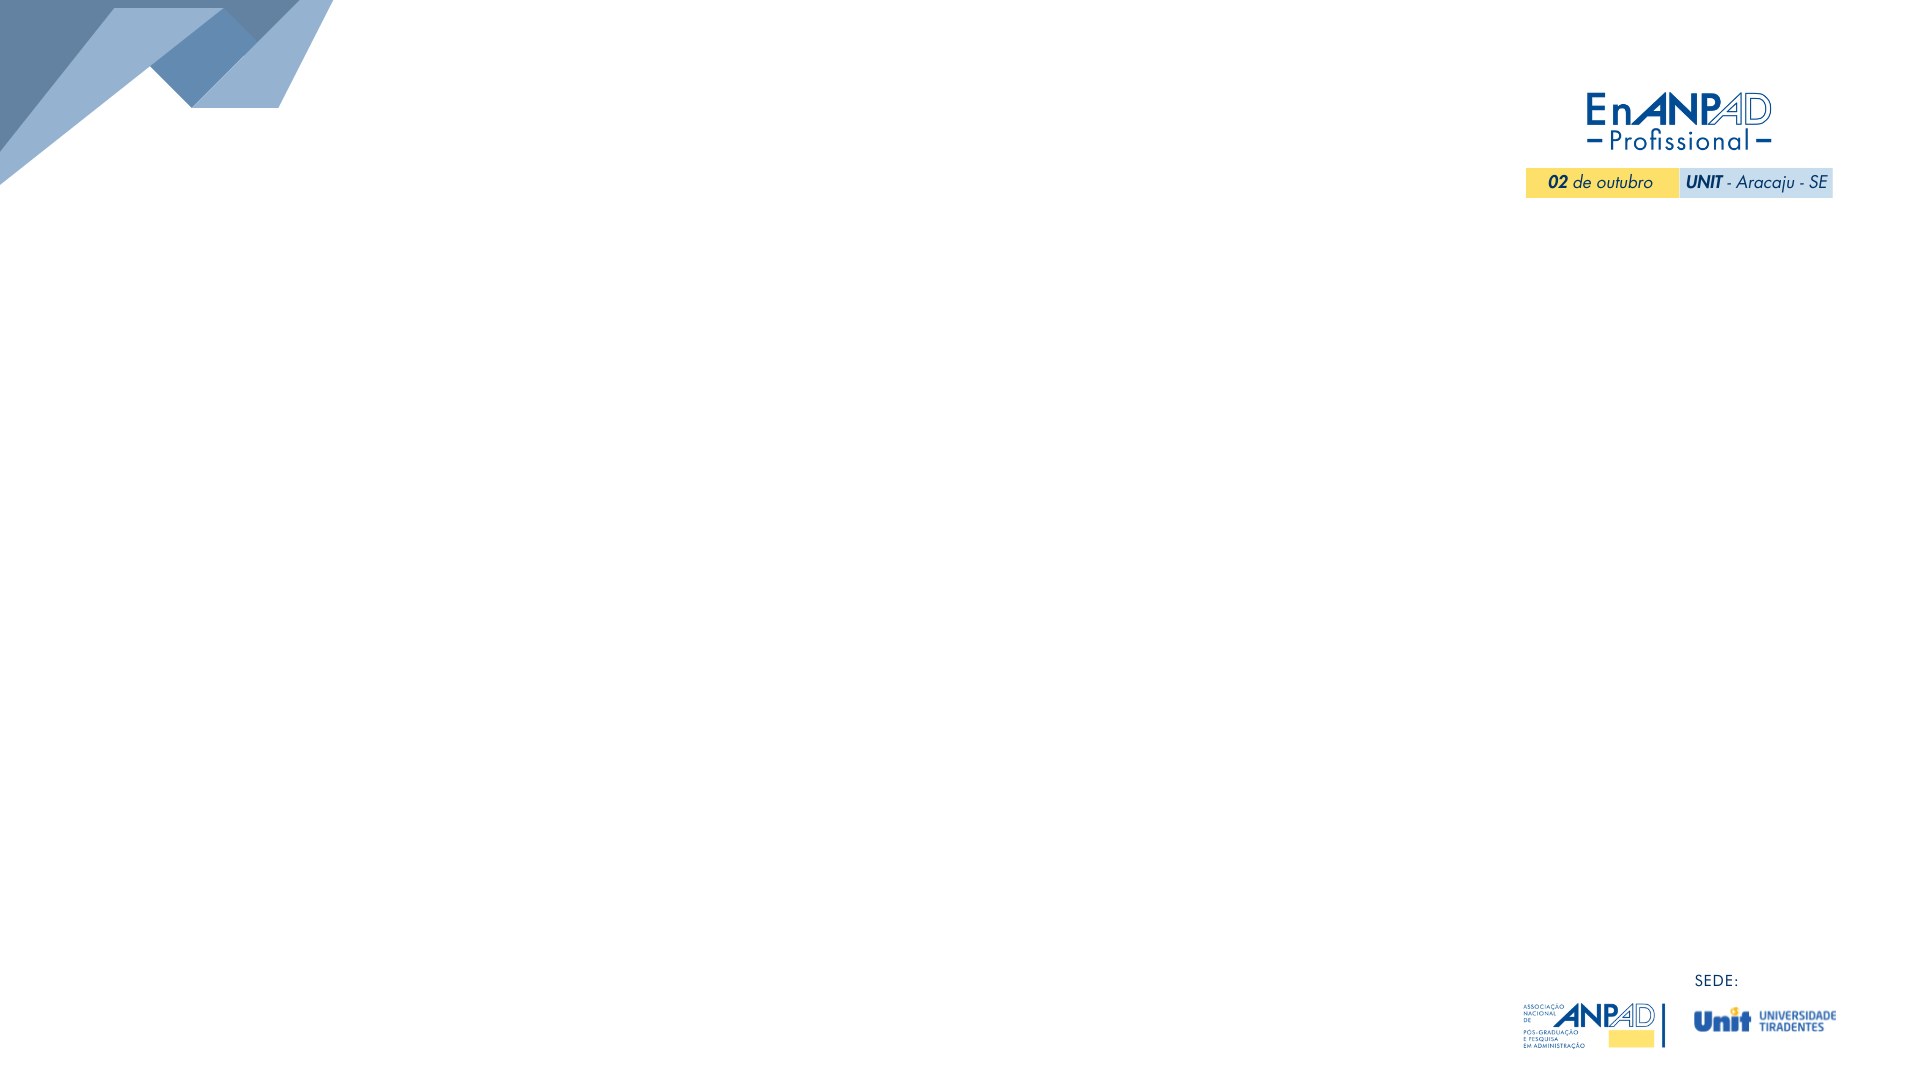 EnANPAD
Profissional
02 de outubro UNIT - Aracaju - SE
SEDE:
ASSOCIAÇÃO
NACIONAL
DE
PÓS-GRADUAÇÃO
E PESQUISA
EM ADMINISTRAÇÃO
ANPAD
Unit UNIVERSIDADE
TIRADENTES